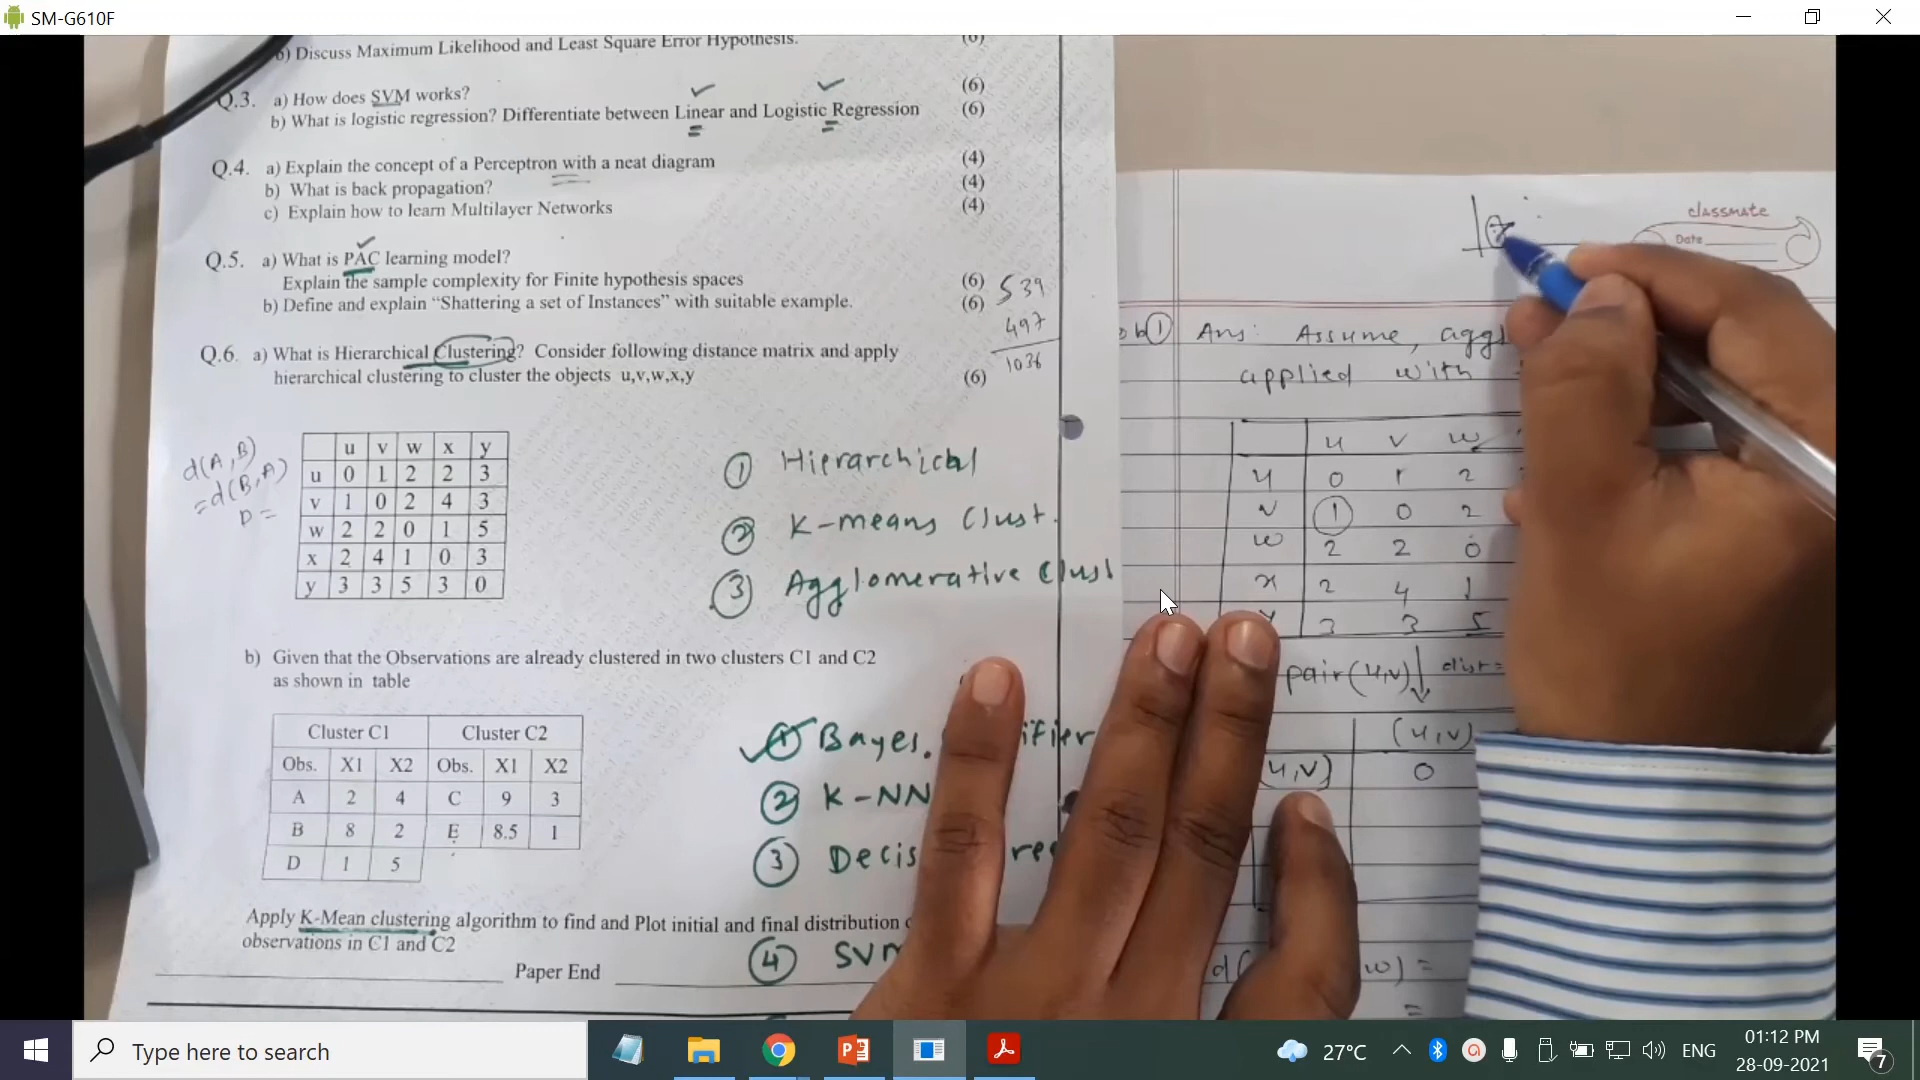 SM-G610F
b) Discuss Maximum Likelihood and Least Square Error Hypothesis.
(6)
Q.3. a) How does SVM works? (6)
b) What is logistic regression? Differentiate between Linear and Logistic Regression (6)
Q.4. a) Explain the concept of a Perceptron with a neat diagram (4)
b) What is back propagation? (4)
c) Explain how to learn Multilayer Networks (4)
Q.5. a) What is PAC learning model?
Explain the sample complexity for Finite hypothesis spaces (6)
b) Define and explain “Shattering a set of Instances” with suitable example. (6)
539
497
1036
Q.6. a) What is Hierarchical Clustering? Consider following distance matrix and apply
hierarchical clustering to cluster the objects u,v,w,x,y (6)
d(A,B)
=d(B,A)
D=
u v w x y
u 0 1 2 2 3
v 1 0 2 4 3
w 2 2 0 1 5
x 2 4 1 0 3
y 3 3 5 3 0
① Hierarchical
② K-means Clust.
③ Agglomerative Clust
b) Given that the Observations are already clustered in two clusters C1 and C2
as shown in table
Cluster C1 Cluster C2
Obs. X1 X2 Obs. X1 X2
A 2 4 C 9 3
B 8 2 E 8.5 1
D 1 5
① Bayes.
② K-NN
③
④
Apply K-Mean clustering algorithm to find and Plot initial and final distribution
observations in C1 and C2
Paper End
classmate
Date
① Ans: Assume,
applied with
u v w
u 0 1 2
v ① 0 2
w 2 2 0
x 2 4 1
3 3 5
pair(u,v) dist=
(u,v)
(u,v) 0
w) =
=
Type here to search
27°C
ENG
01:12 PM
28-09-2021
7